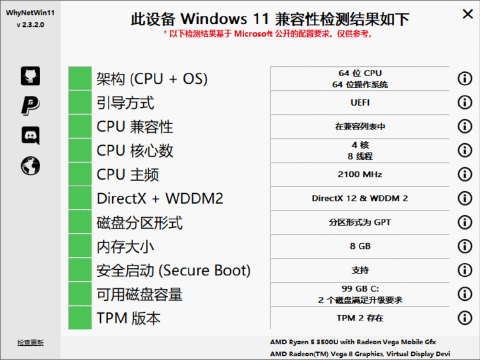 WhyNotWin11
v 2.3.2.0
此设备 Windows 11 兼容性检测结果如下
* 以下检测结果基于 Microsoft 公开的配置要求。仅供参考。
架构 (CPU + OS)
64 位 CPU
64 位操作系统
引导方式
UEFI
CPU 兼容性
在兼容列表中
CPU 核心数
4 核
8 线程
CPU 主频
2100 MHz
DirectX + WDDM2
DirectX 12 & WDDM 2
磁盘分区形式
分区形式为 GPT
内存大小
8 GB
安全启动 (Secure Boot)
支持
可用磁盘容量
99 GB C:
2 个磁盘满足升级要求
TPM 版本
TPM 2 存在
检查更新
AMD Ryzen 5 3500U with Radeon Vega Mobile Gfx
AMD Radeon(TM) Vega 8 Graphics, Virtual Display Devi